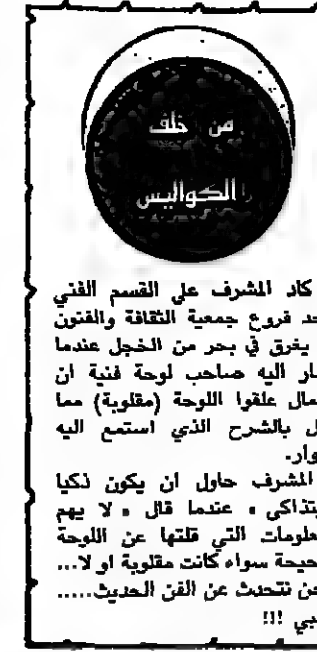 من خلف
الكواليس
كاد المشرف على القسم الفني
حد فروع جمعية الثقافة والفنون
يغرق في بحر من الخجل عندما
ار اليه صاحب لوحة فنية ان
مال علقوا اللوحة (مقلوبة) مما
ل بالشرح الذي استمع اليه
وار.
المشرف حاول ان يكون ذكيا
يتذاكى » عندما قال « لا يهم
علومات التي قلتها عن اللوحة
حيحة سواء كانت مقلوبة او لا...
حن نتحدث عن الفن الحديث.....
بي !!!